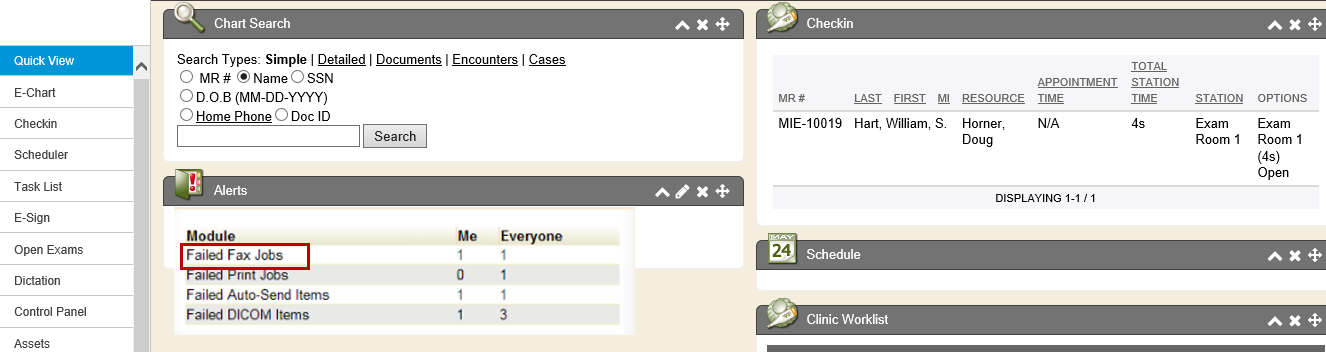 Quick View
E-Chart
Checkin
Scheduler
Task List
E-Sign
Open Exams
Dictation
Control Panel
Assets
Chart Search
Search Types: Simple | Detailed | Documents | Encounters | Cases
MR # Name SSN
D.O.B (MM-DD-YYYY)
Home Phone Doc ID
Search
Alerts
Module Me Everyone
Failed Fax Jobs 1 1
Failed Print Jobs 0 1
Failed Auto-Send Items 1 1
Failed DICOM Items 1 3
Checkin
MR # LAST FIRST MI RESOURCE APPOINTMENT TIME TOTAL STATION TIME STATION OPTIONS
MIE-10019 Hart, William, S. Horner, Doug N/A 4s Exam Room 1 Exam Room 1 (4s) Open
DISPLAYING 1-1 / 1
MAY
24
Schedule
Clinic Worklist